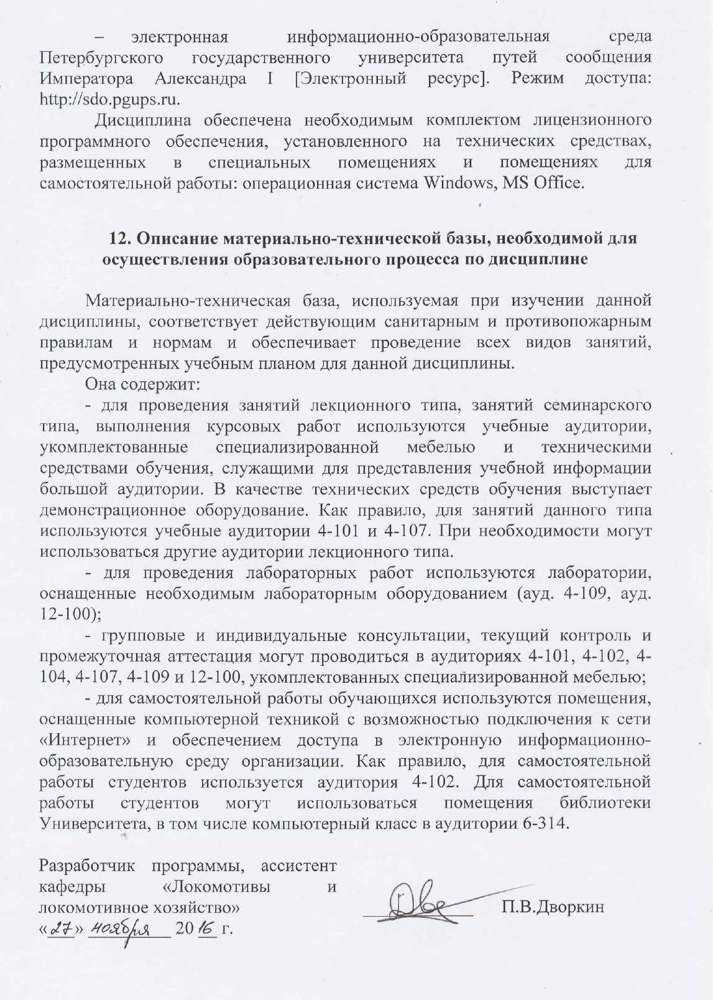 – электронная информационно-образовательная среда
Петербургского государственного университета путей сообщения
Императора Александра I [Электронный ресурс]. Режим доступа:
http://sdo.pgups.ru.
Дисциплина обеспечена необходимым комплектом лицензионного
программного обеспечения, установленного на технических средствах,
размещенных в специальных помещениях и помещениях для
самостоятельной работы: операционная система Windows, MS Office.
12. Описание материально-технической базы, необходимой для
осуществления образовательного процесса по дисциплине
Материально-техническая база, используемая при изучении данной
дисциплины, соответствует действующим санитарным и противопожарным
правилам и нормам и обеспечивает проведение всех видов занятий,
предусмотренных учебным планом для данной дисциплины.
Она содержит:
- для проведения занятий лекционного типа, занятий семинарского
типа, выполнения курсовых работ используются учебные аудитории,
укомплектованные специализированной мебелью и техническими
средствами обучения, служащими для представления учебной информации
большой аудитории. В качестве технических средств обучения выступает
демонстрационное оборудование. Как правило, для занятий данного типа
используются учебные аудитории 4-101 и 4-107. При необходимости могут
использоваться другие аудитории лекционного типа.
- для проведения лабораторных работ используются лаборатории,
оснащенные необходимым лабораторным оборудованием (ауд. 4-109, ауд.
12-100);
- групповые и индивидуальные консультации, текущий контроль и
промежуточная аттестация могут проводиться в аудиториях 4-101, 4-102, 4-
104, 4-107, 4-109 и 12-100, укомплектованных специализированной мебелью;
- для самостоятельной работы обучающихся используются помещения,
оснащенные компьютерной техникой с возможностью подключения к сети
«Интернет» и обеспечением доступа в электронную информационно-
образовательную среду организации. Как правило, для самостоятельной
работы студентов используется аудитория 4-102. Для самостоятельной
работы студентов могут использоваться помещения библиотеки
Университета, в том числе компьютерный класс в аудитории 6-314.
Разработчик программы, ассистент
кафедры «Локомотивы и
локомотивное хозяйство»
П.В.Дворкин
«27» ноября 2016 г.